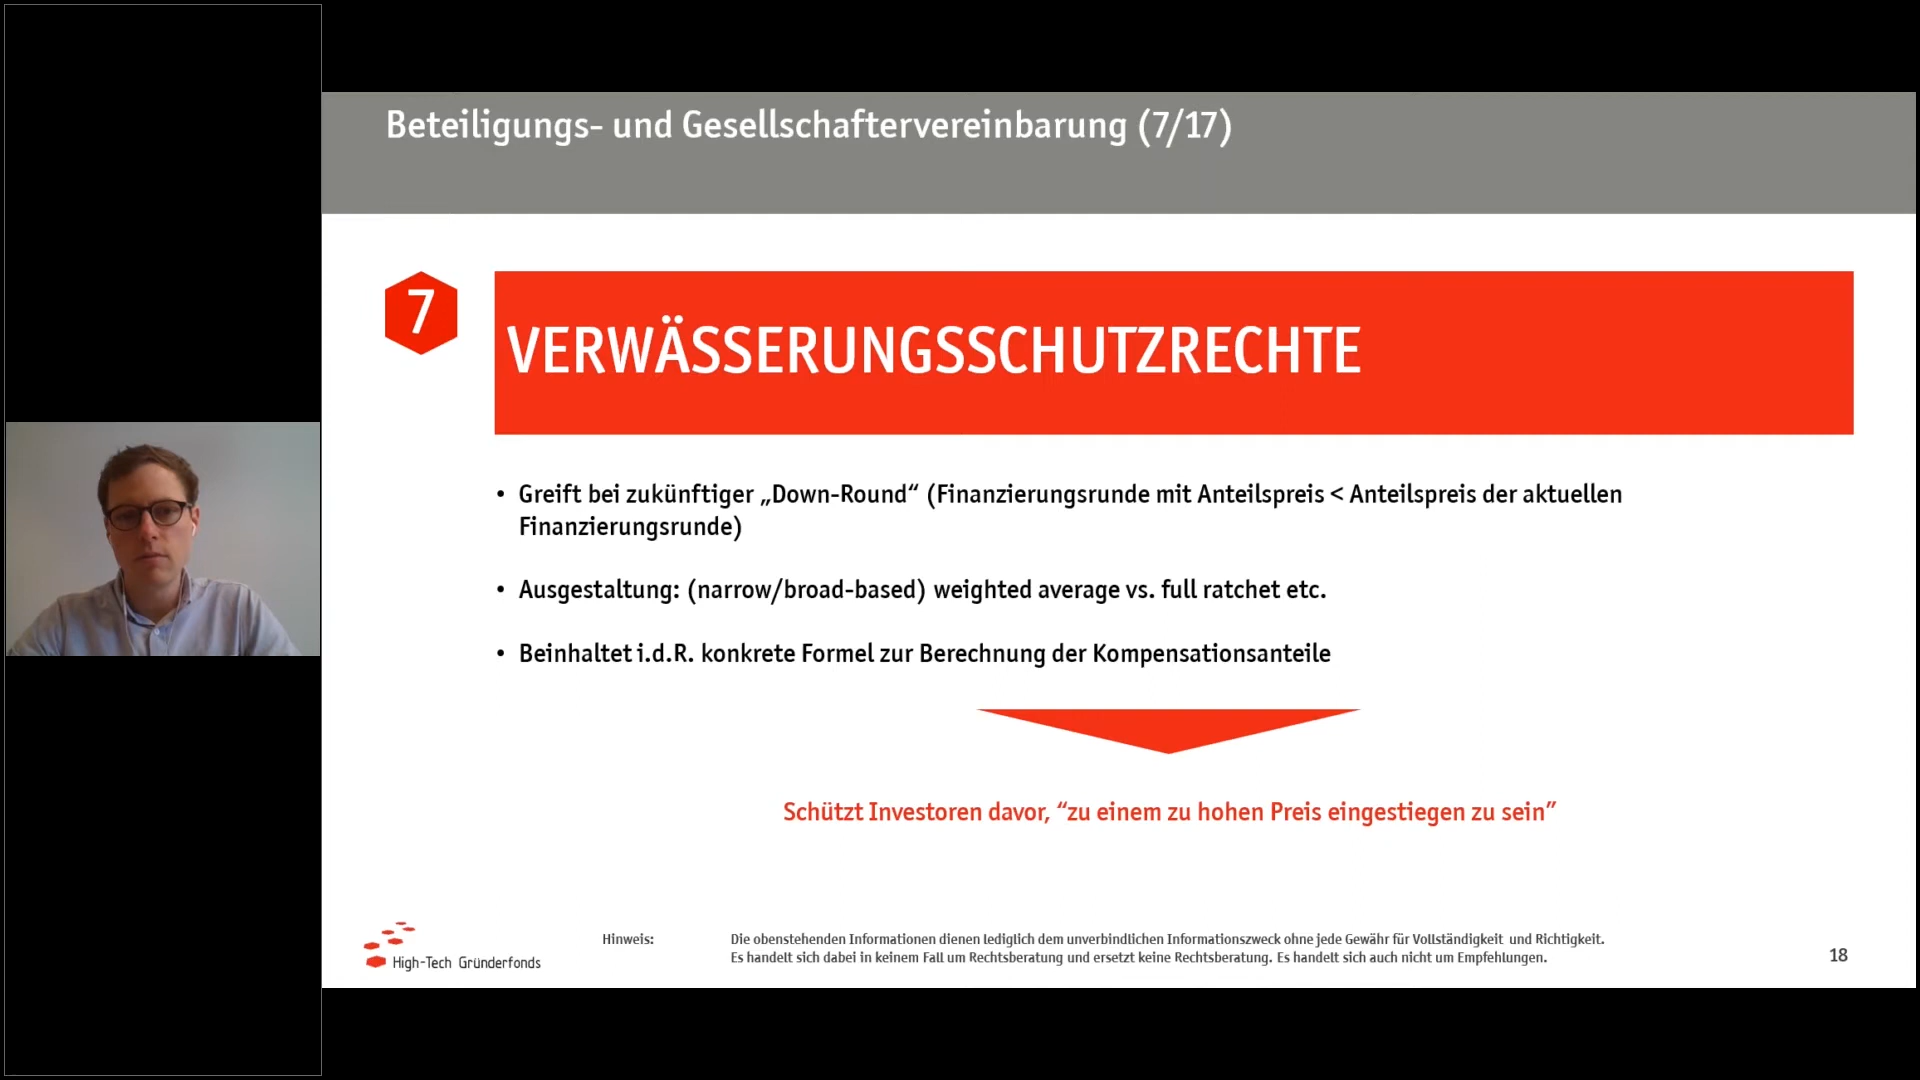 Beteiligungs- und Gesellschaftervereinbarung (7/17)
7
VERWÄSSERUNGSSCHUTZRECHTE
• Greift bei zukünftiger „Down-Round“ (Finanzierungsrunde mit Anteilspreis < Anteilspreis der aktuellen
Finanzierungsrunde)
• Ausgestaltung: (narrow/broad-based) weighted average vs. full ratchet etc.
• Beinhaltet i.d.R. konkrete Formel zur Berechnung der Kompensationsanteile
Schützt Investoren davor, “zu einem zu hohen Preis eingestiegen zu sein”
High-Tech Gründerfonds
Hinweis:
Die obenstehenden Informationen dienen lediglich dem unverbindlichen Informationszweck ohne jede Gewähr für Vollständigkeit und Richtigkeit.
Es handelt sich dabei in keinem Fall um Rechtsberatung und ersetzt keine Rechtsberatung. Es handelt sich auch nicht um Empfehlungen.
18